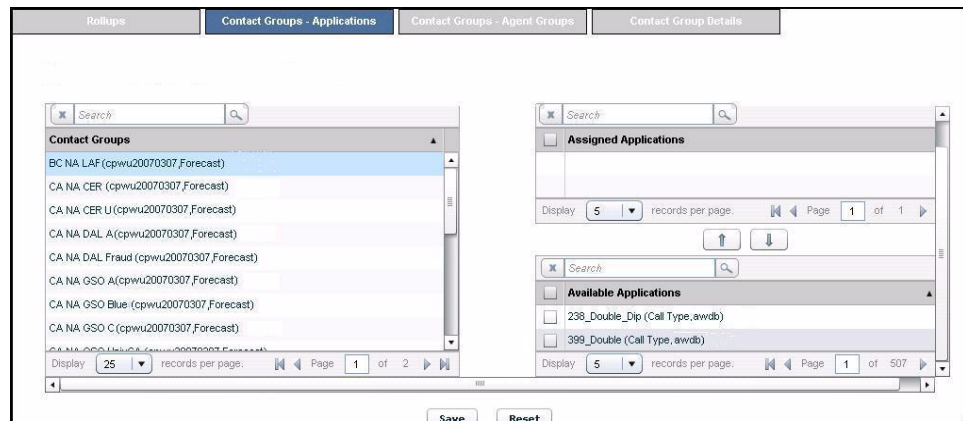 Rollups
Contact Groups - Applications
Contact Groups - Agent Groups
Contact Group Details
x Search
Contact Groups
BC NA LAF (cpwu20070307,Forecast)
CA NA CER (cpwu20070307,Forecast)
CA NA CER U (cpwu20070307,Forecast)
CA NA DAL A (cpwu20070307,Forecast)
CA NA DAL Fraud (cpwu20070307,Forecast)
CA NA GSO A(cpwu20070307,Forecast)
CA NA GSO Blue (cpwu20070307,Forecast)
CA NA GSO C (cpwu20070307,Forecast)
Display 25 records per page. Page 1 of 2
x Search
Assigned Applications
Display 5 records per page. Page 1 of 1
x Search
Available Applications
238_Double_Dip (Call Type,awdb)
399_Double (Call Type, awdb)
Display 5 records per page. Page 1 of 507
Save Reset